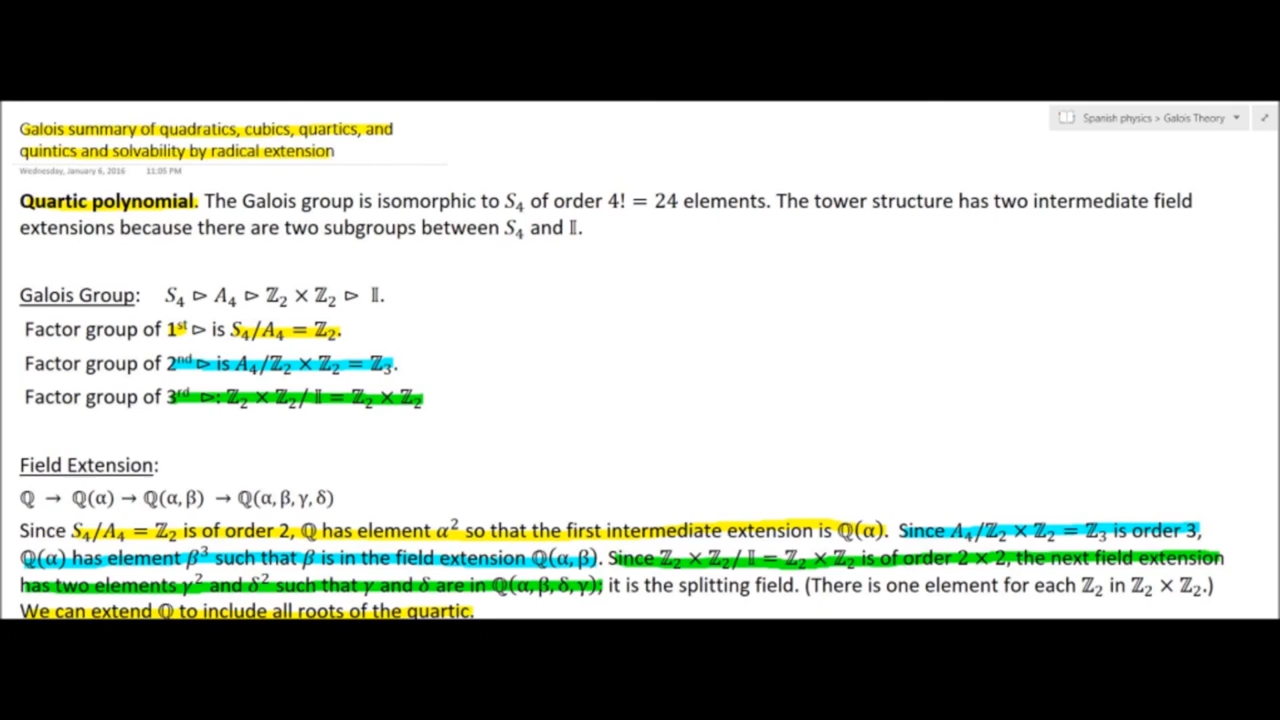 Galois summary of quadratics, cubics, quartics, and
quintics and solvability by radical extension
Spanish physics > Galois Theory
Wednesday, January 6, 2016 11:05 PM
Quartic polynomial. The Galois group is isomorphic to S₄ of order 4! = 24 elements. The tower structure has two intermediate field
extensions because there are two subgroups between S₄ and 𝕀.
Galois Group: S₄ ⊳ A₄ ⊳ ℤ₂ × ℤ₂ ⊳ 𝕀.
Factor group of 1ˢᵗ ⊳ is S₄/A₄ = ℤ₂.
Factor group of 2ⁿᵈ ⊳ is A₄/ℤ₂ × ℤ₂ = ℤ₃.
Factor group of 3ʳᵈ ⊳: ℤ₂ × ℤ₂/𝕀 = ℤ₂ × ℤ₂
Field Extension:
ℚ → ℚ(α) → ℚ(α, β) → ℚ(α, β, γ, δ)
Since S₄/A₄ = ℤ₂ is of order 2, ℚ has element α² so that the first intermediate extension is ℚ(α). Since A₄/ℤ₂ × ℤ₂ = ℤ₃ is order 3,
ℚ(α) has element β³ such that β is in the field extension ℚ(α, β). Since ℤ₂ × ℤ₂/𝕀 = ℤ₂ × ℤ₂ is of order 2 × 2, the next field extension
has two elements γ² and δ² such that γ and δ are in ℚ(α, β, δ, γ); it is the splitting field. (There is one element for each ℤ₂ in ℤ₂ × ℤ₂.)
We can extend ℚ to include all roots of the quartic.